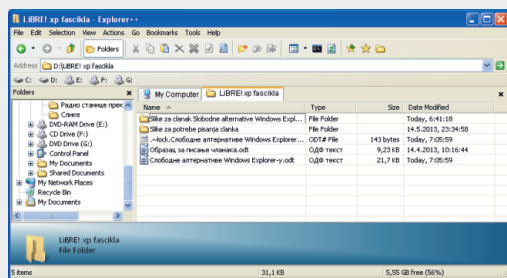 LiBRE! xp fascikla - Explorer++
File Edit Selection View Actions Go Bookmarks Tools Help
Folders
Address D:\LiBRE! xp fascikla
C: D: E: F: G:
Folders
Радно станице прек
Слике
DVD-RAM Drive (E:)
CD Drive (F:)
DVD Drive (G:)
Control Panel
My Documents
Shared Documents
My Network Places
Recycle Bin
My Documents
My Computer LiBRE! xp fascikla
Name Type Size Date Modified
Slike za clanak Slobodne alternative Windows Expl... File Folder Today, 6:41:18
Slike za potrebe pisanja clanka File Folder 14.5.2013, 23:34:58
.~lock.Слободне алтернативе Windows Explorer... ODT# File 143 bytes Today, 7:05:59
Образац за писање чланака.odt ОДФ текст 9,23 KB 14.4.2013, 10:16:44
Слободне алтернативе Windows Explorer-у.odt ОДФ текст 21,7 KB Today, 7:05:59
LiBRE! xp fascikla
File Folder
5 items 31,1 KB 5,55 GB free (56%)